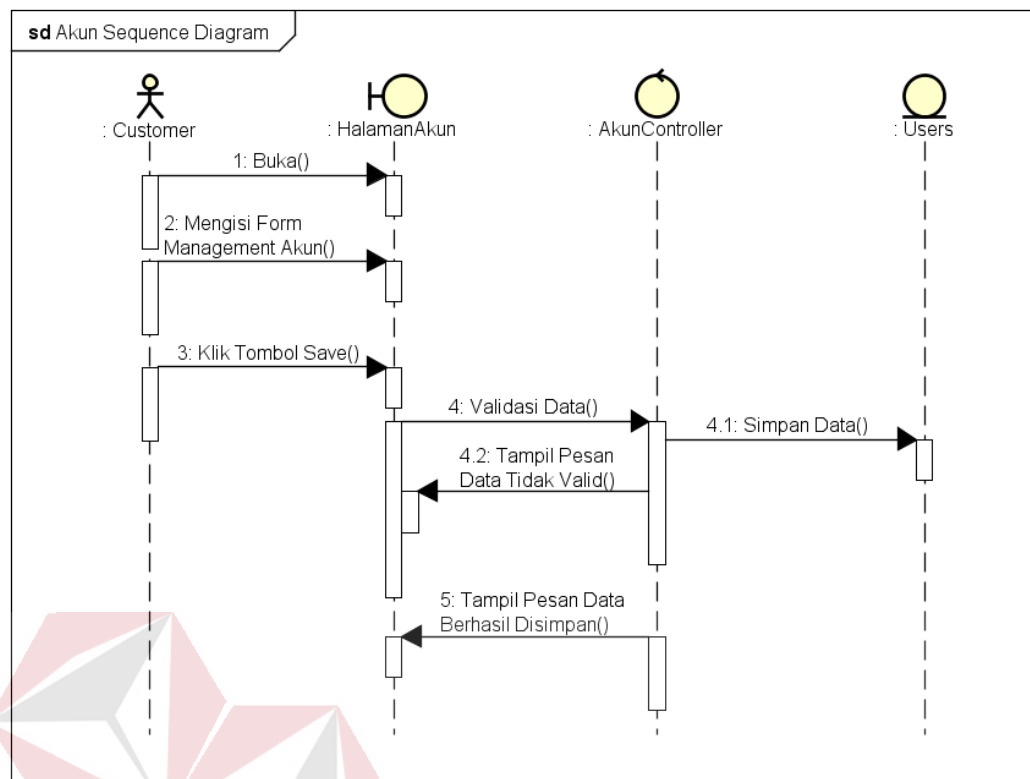 sd Akun Sequence Diagram
: Customer
: HalamanAkun
: AkunController
: Users
1: Buka()
2: Mengisi Form
Management Akun()
3: Klik Tombol Save()
4: Validasi Data()
4.1: Simpan Data()
4.2: Tampil Pesan
Data Tidak Valid()
5: Tampil Pesan Data
Berhasil Disimpan()